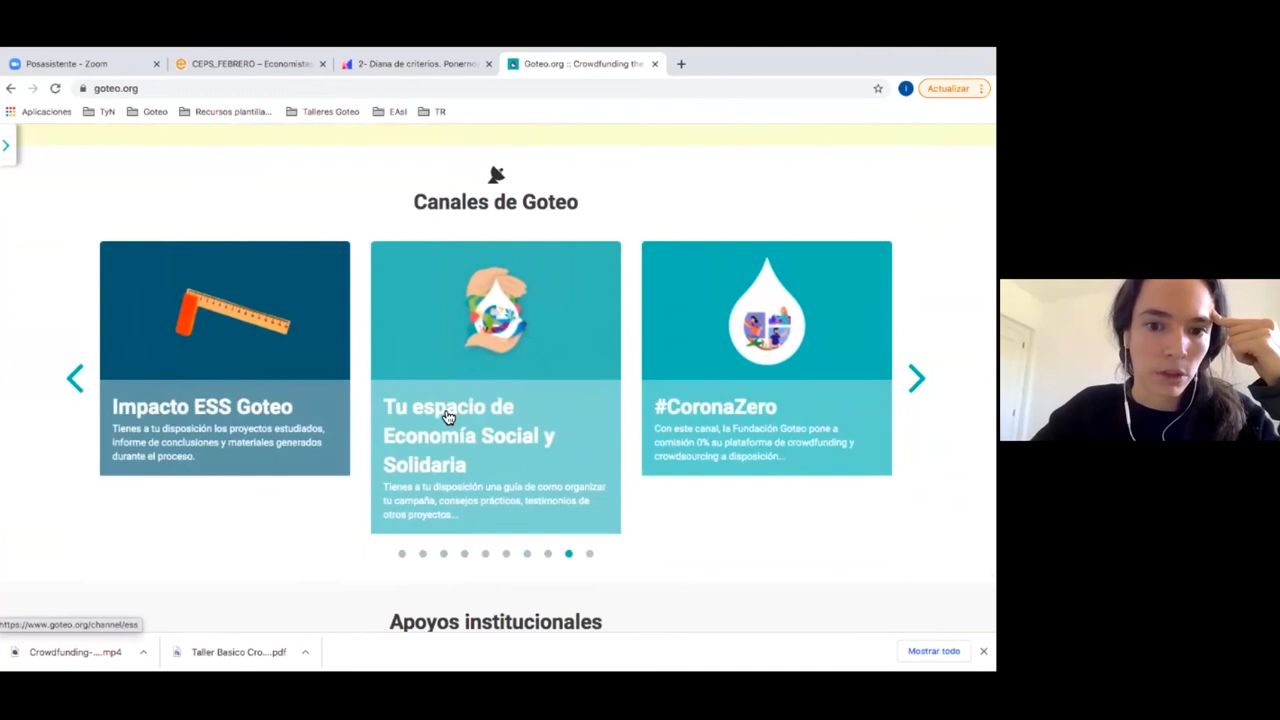 Posasistente - Zoom
CEPS_FEBRERO – Economistas
2- Diana de criterios. Ponerno
Goteo.org :: Crowdfunding the
goteo.org
Actualizar
Aplicaciones
TyN
Goteo
Recursos plantilla...
Talleres Goteo
EAsI
TR
Canales de Goteo
Impacto ESS Goteo
Tienes a tu disposición los proyectos estudiados,
informe de conclusiones y materiales generados
durante el proceso.
Tu espacio de
Economía Social y
Solidaria
Tienes a tu disposición una guía de como organizar
tu campaña, consejos prácticos, testimonios de
otros proyectos...
#CoronaZero
Con este canal, la Fundación Goteo pone a
comisión 0% su plataforma de crowdfunding y
crowdsourcing a disposición...
Apoyos institucionales
https://www.goteo.org/channel/ess
Crowdfunding-....mp4
Taller Basico Cro....pdf
Mostrar todo